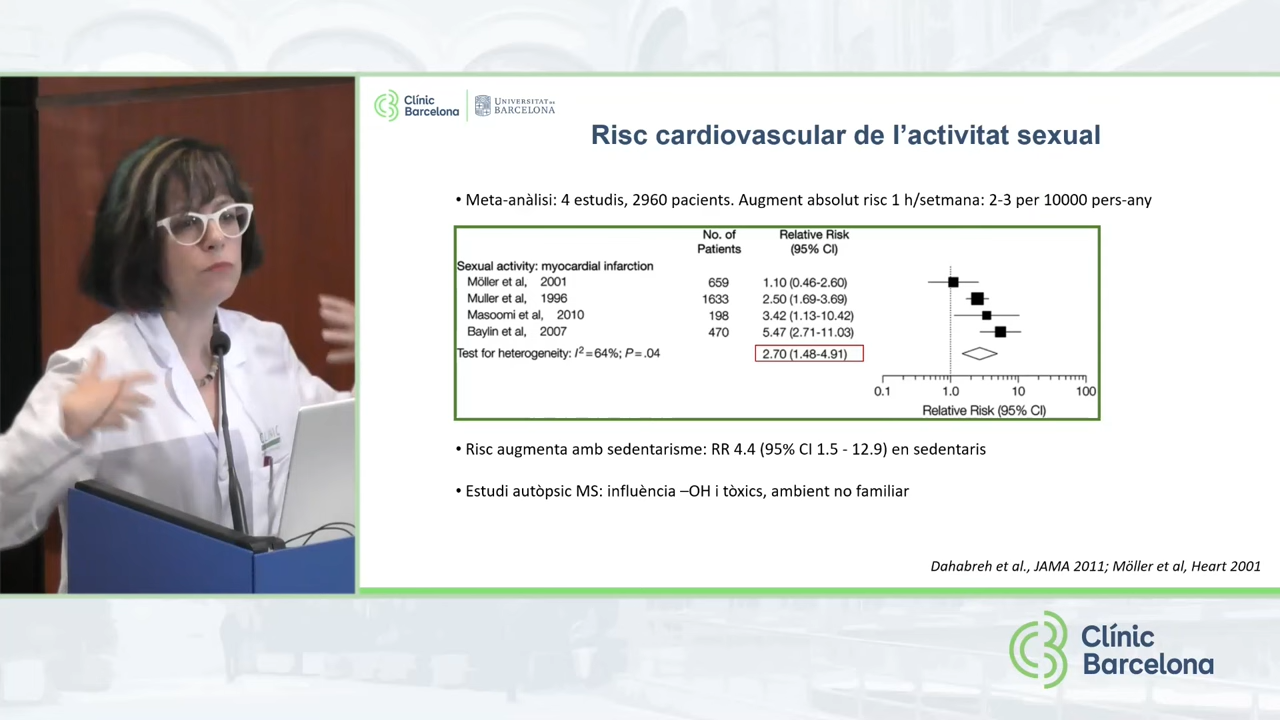 Clínic
Barcelona
UNIVERSITAT DE
BARCELONA
Risc cardiovascular de l’activitat sexual
• Meta-anàlisi: 4 estudis, 2960 pacients. Augment absolut risc 1 h/setmana: 2-3 per 10000 pers-any
No. of Patients Relative Risk (95% CI)
Sexual activity: myocardial infarction
Möller et al, 2001 659 1.10 (0.46-2.60)
Muller et al, 1996 1633 2.50 (1.69-3.69)
Masoomi et al, 2010 198 3.42 (1.13-10.42)
Baylin et al, 2007 470 5.47 (2.71-11.03)
Test for heterogeneity: I²=64%; P=.04 2.70 (1.48-4.91)
0.1 1.0 10 100
Relative Risk (95% CI)
• Risc augmenta amb sedentarisme: RR 4.4 (95% CI 1.5 - 12.9) en sedentaris
• Estudi autòpsic MS: influència –OH i tòxics, ambient no familiar
Dahabreh et al., JAMA 2011; Möller et al, Heart 2001
Clínic
Barcelona